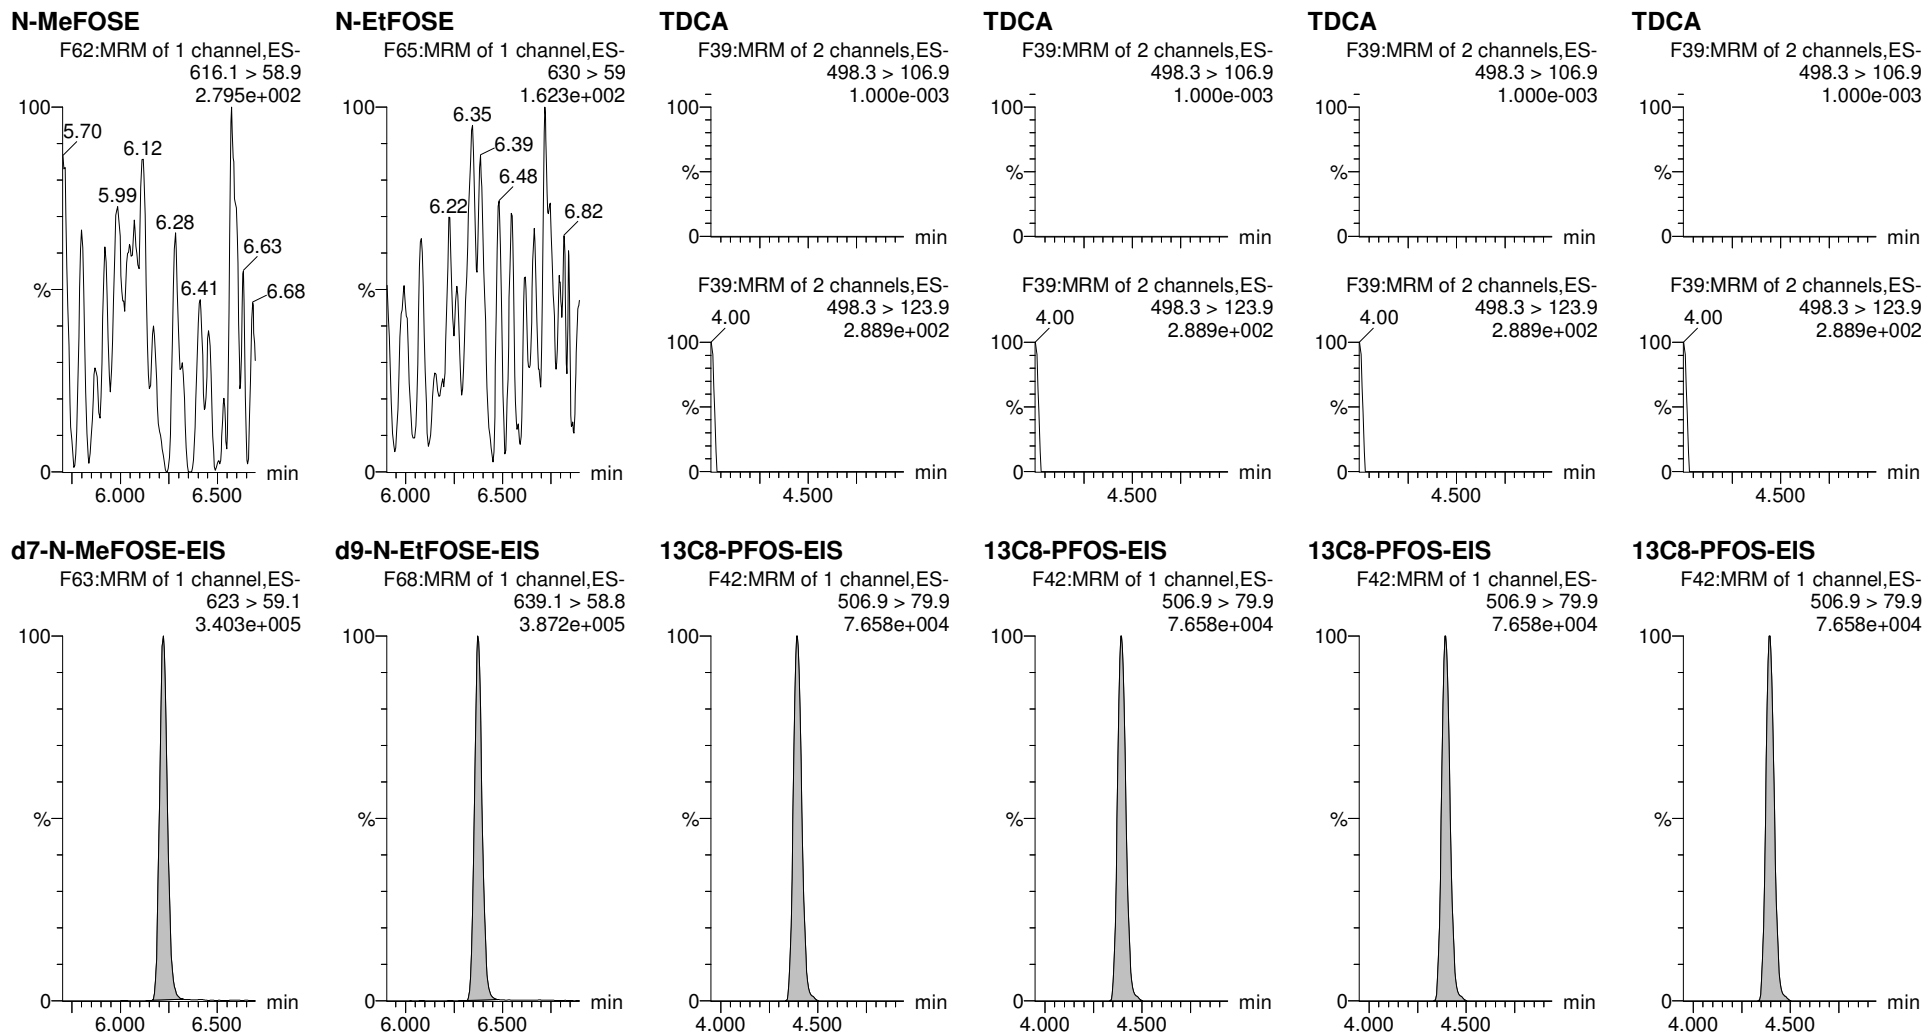 N-MeFOSE
F62:MRM of 1 channel,ES-
616.1 > 58.9
2.795e+002
100
5.70
6.12
5.99
6.28
6.63
6.41
6.68
%
0
min
6.000
6.500
N-EtFOSE
F65:MRM of 1 channel,ES-
630 > 59
1.623e+002
100
6.35
6.39
6.48
6.22
6.82
%
0
min
6.000
6.500
TDCA
F39:MRM of 2 channels,ES-
498.3 > 106.9
1.000e-003
100
%
0
min
F39:MRM of 2 channels,ES-
498.3 > 123.9
2.889e+002
4.00
100
%
0
min
4.500
TDCA
F39:MRM of 2 channels,ES-
498.3 > 106.9
1.000e-003
100
%
0
min
F39:MRM of 2 channels,ES-
498.3 > 123.9
2.889e+002
4.00
100
%
0
min
4.500
TDCA
F39:MRM of 2 channels,ES-
498.3 > 106.9
1.000e-003
100
%
0
min
F39:MRM of 2 channels,ES-
498.3 > 123.9
2.889e+002
4.00
100
%
0
min
4.500
TDCA
F39:MRM of 2 channels,ES-
498.3 > 106.9
1.000e-003
100
%
0
min
F39:MRM of 2 channels,ES-
498.3 > 123.9
2.889e+002
4.00
100
%
0
min
4.500
d7-N-MeFOSE-EIS
F63:MRM of 1 channel,ES-
623 > 59.1
3.403e+005
100
%
0
min
6.000
6.500
d9-N-EtFOSE-EIS
F68:MRM of 1 channel,ES-
639.1 > 58.8
3.872e+005
100
%
0
min
6.000
6.500
13C8-PFOS-EIS
F42:MRM of 1 channel,ES-
506.9 > 79.9
7.658e+004
100
%
0
min
4.000
4.500
13C8-PFOS-EIS
F42:MRM of 1 channel,ES-
506.9 > 79.9
7.658e+004
100
%
0
min
4.000
4.500
13C8-PFOS-EIS
F42:MRM of 1 channel,ES-
506.9 > 79.9
7.658e+004
100
%
0
min
4.000
4.500
13C8-PFOS-EIS
F42:MRM of 1 channel,ES-
506.9 > 79.9
7.658e+004
100
%
0
min
4.000
4.500